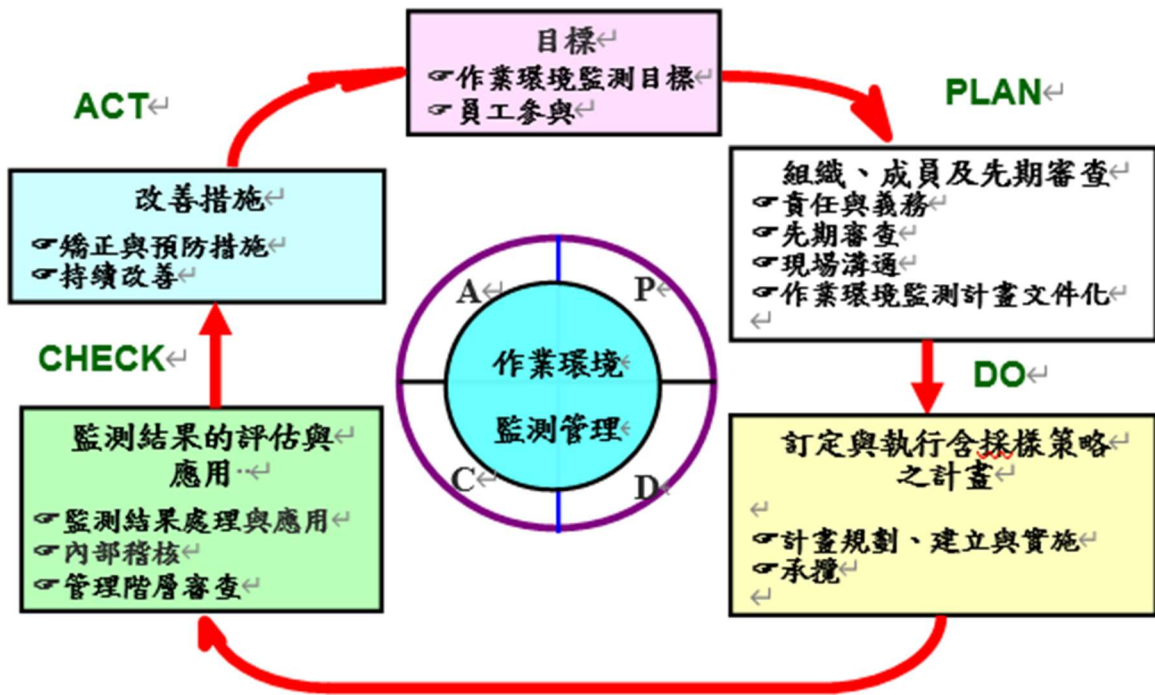 目標
☞作業環境監測目標
☞員工參與
ACT
PLAN
組織、成員及先期審查
☞責任與義務
☞先期審查
☞現場溝通
☞作業環境監測計畫文件化
改善措施
☞矯正與預防措施
☞持續改善
A
P
作業環境
監測管理
C
D
CHECK
DO
監測結果的評估與
應用
☞監測結果處理與應用
☞內部稽核
☞管理階層審查
訂定與執行含採樣策略
之計畫
☞計畫規劃、建立與實施
☞承攬